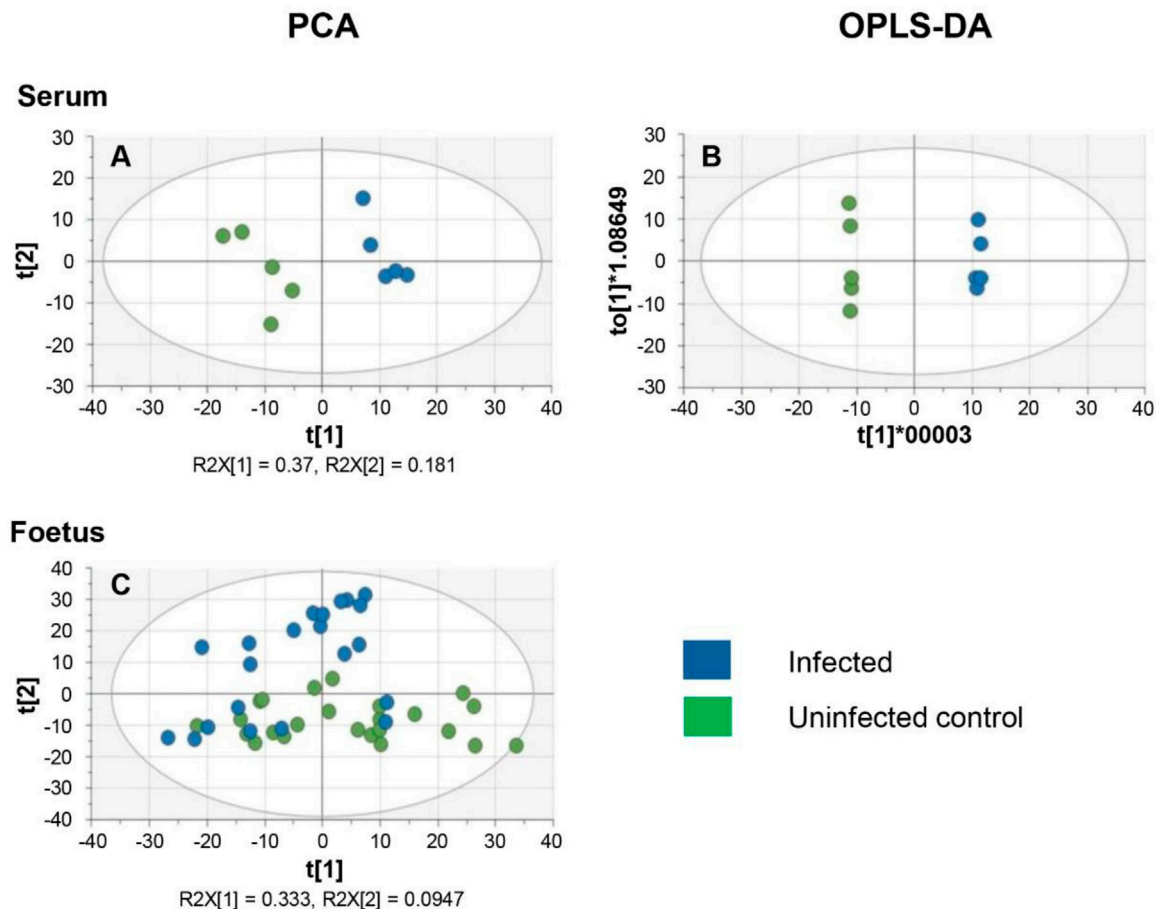 PCA
OPLS-DA
Serum
A
30
20
10
0
-10
-20
-30
t[2]
-40 -30 -20 -10 0 10 20 30 40
t[1]
R2X[1] = 0.37, R2X[2] = 0.181
B
30
20
10
0
-10
-20
-30
to[1]*1.08649
-40 -30 -20 -10 0 10 20 30 40
t[1]*00003
Foetus
C
40
30
20
10
0
-10
-20
-30
-40
t[2]
-40 -30 -20 -10 0 10 20 30 40
t[1]
R2X[1] = 0.333, R2X[2] = 0.0947
Infected
Uninfected control